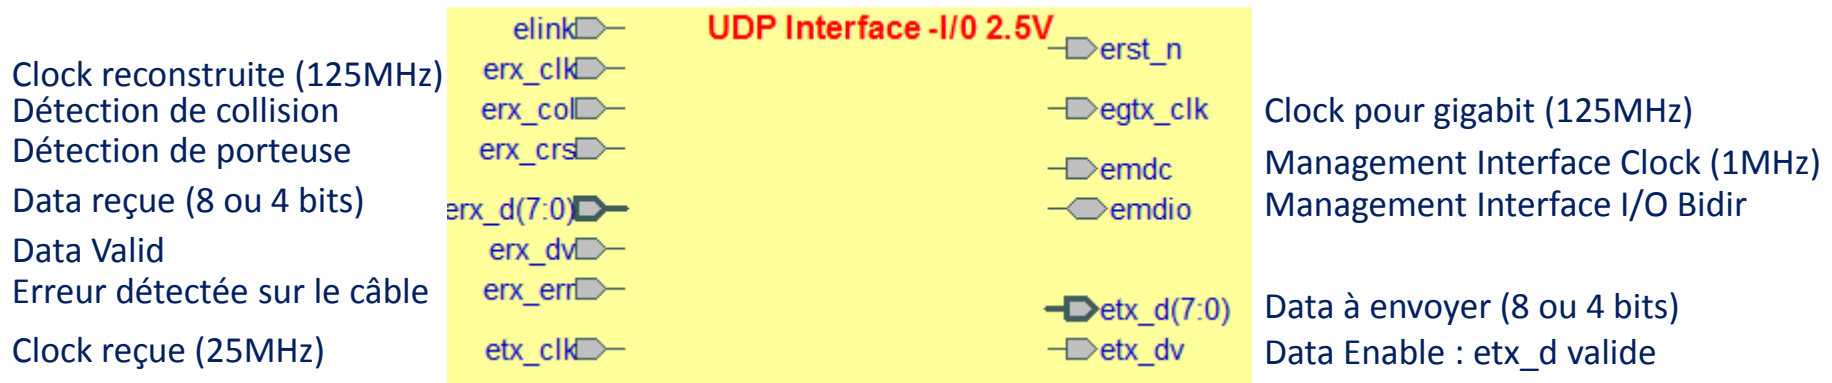 UDP Interface -I/0 2.5V
elink
erst_n
Clock reconstruite (125MHz)
erx_clk
Détection de collision
erx_col
egtx_clk
Clock pour gigabit (125MHz)
Détection de porteuse
erx_crs
emdc
Management Interface Clock (1MHz)
Data reçue (8 ou 4 bits)
erx_d(7:0)
emdio
Management Interface I/O Bidir
Data Valid
erx_dv
Erreur détectée sur le câble
erx_err
etx_d(7:0)
Data à envoyer (8 ou 4 bits)
Clock reçue (25MHz)
etx_clk
etx_dv
Data Enable : etx_d valide